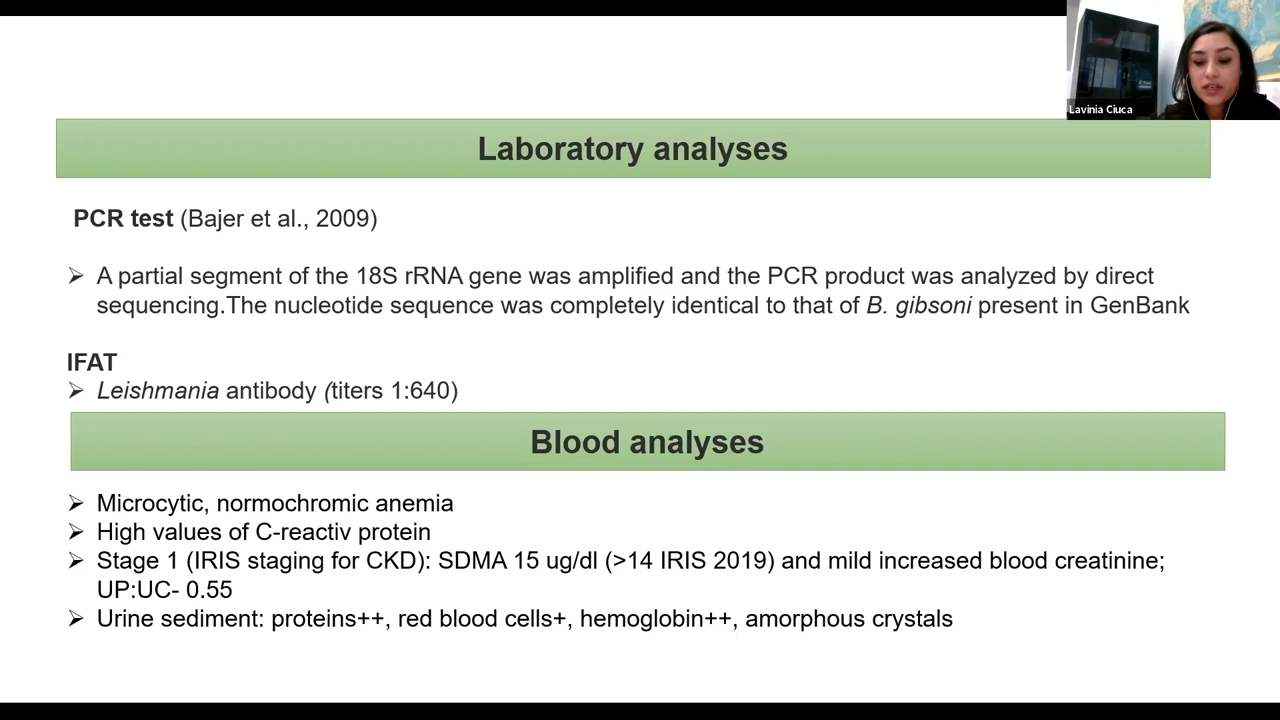 Lavinia Ciuca
Laboratory analyses
PCR test (Bajer et al., 2009)
➢ A partial segment of the 18S rRNA gene was amplified and the PCR product was analyzed by direct
sequencing.The nucleotide sequence was completely identical to that of B. gibsoni present in GenBank
IFAT
➢ Leishmania antibody (titers 1:640)
Blood analyses
➢ Microcytic, normochromic anemia
➢ High values of C-reactiv protein
➢ Stage 1 (IRIS staging for CKD): SDMA 15 ug/dl (>14 IRIS 2019) and mild increased blood creatinine;
UP:UC- 0.55
➢ Urine sediment: proteins++, red blood cells+, hemoglobin++, amorphous crystals